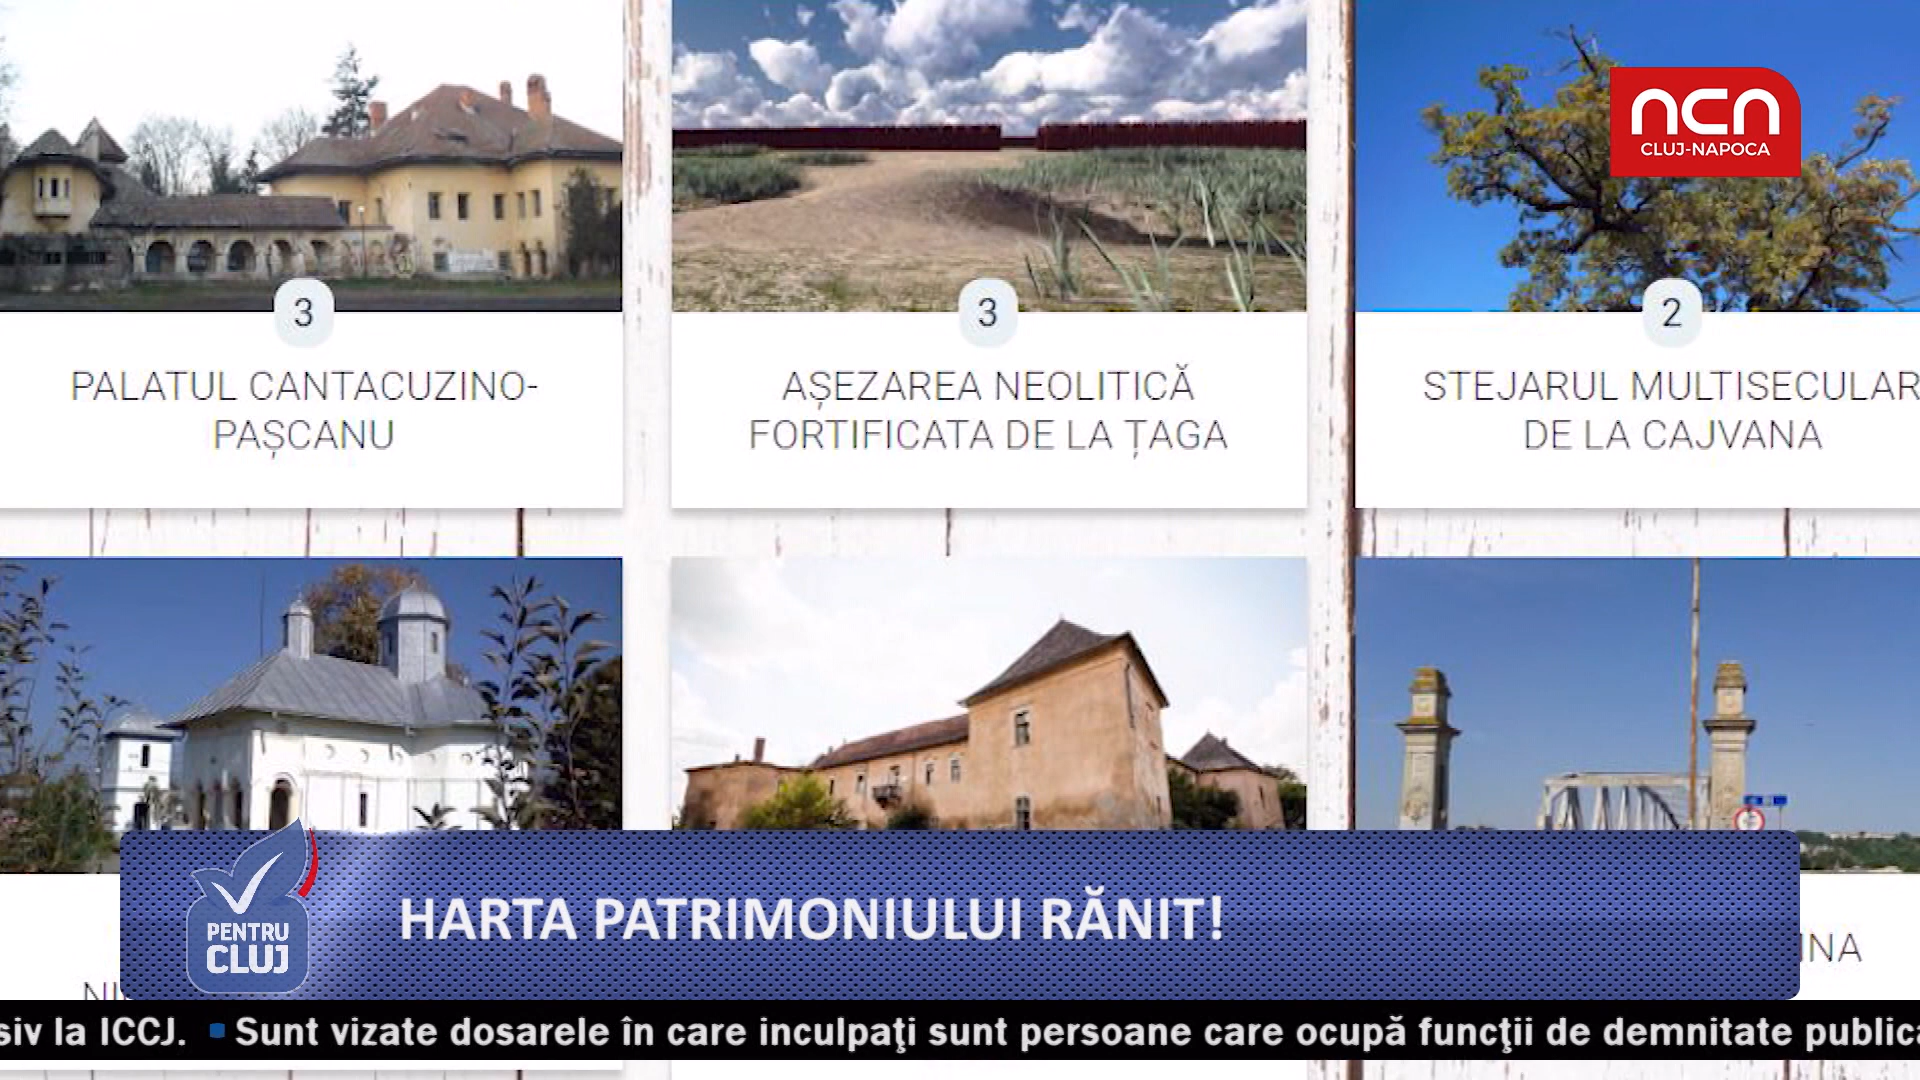 ncn
CLUJ-NAPOCA
3
3
2
PALATUL CANTACUZINO-
PAȘCANU
AȘEZAREA NEOLITICĂ
FORTIFICATA DE LA ȚAGA
STEJARUL MULTISECULAR
DE LA CAJVANA
PENTRU
CLUJ
HARTA PATRIMONIULUI RĂNIT!
siv la ICCJ. Sunt vizate dosarele în care inculpaţi sunt persoane care ocupă funcţii de demnitate public